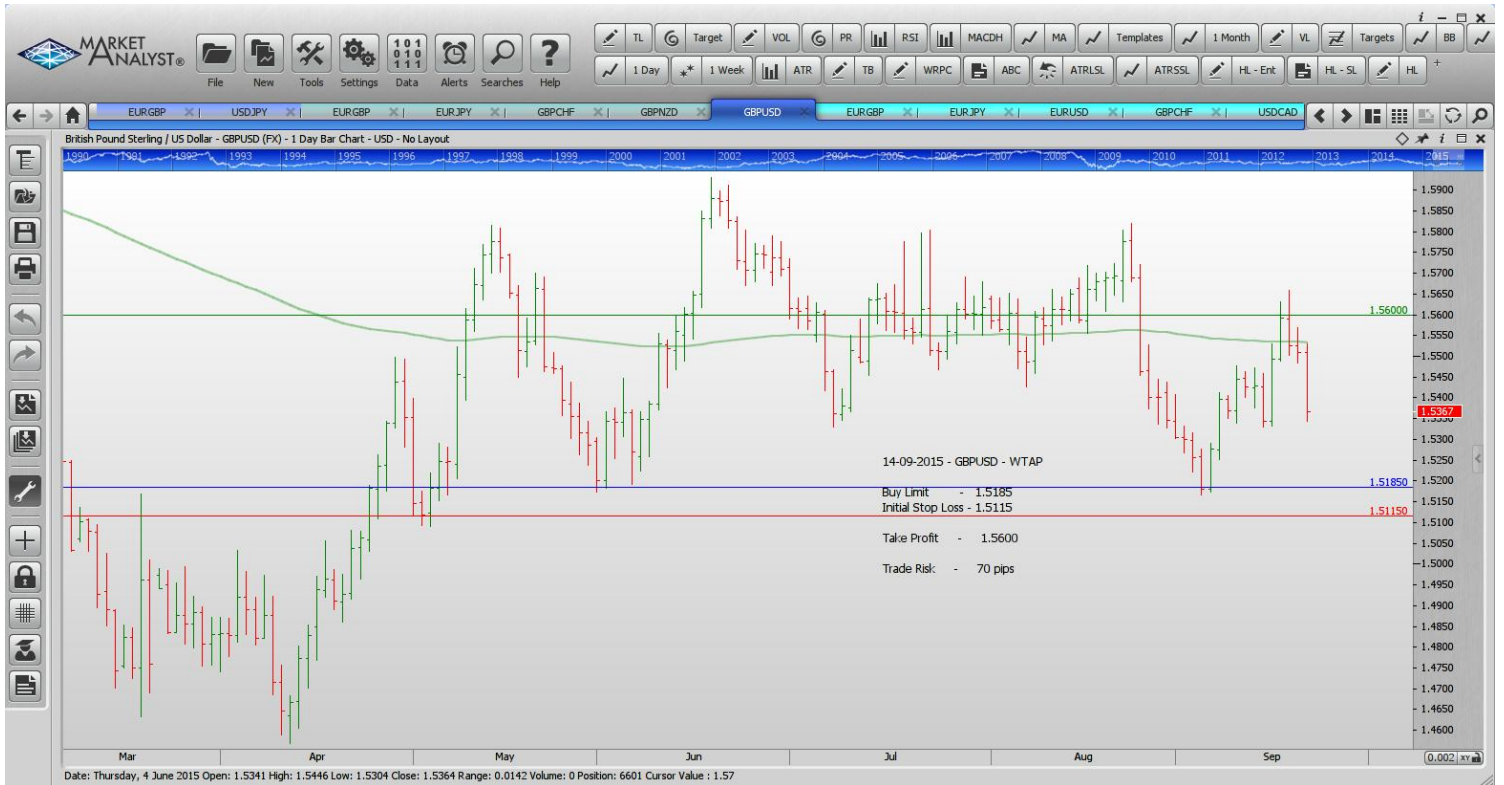 i
MARKET
ANALYST®
File New Tools Settings Data Alerts Searches Help
101
010
111
?
TL Target VOL PR RSI MACDH MA Templates 1 Month VL Targets BB
1 Day 1 Week ATR TB WRPC ABC ATRLSL ATRSSL HL - Ent HL - SL HL +
EURGBP USDJPY EURGBP EURJPY GBPCHF GBPNZD GBPUSD EURGBP EURJPY EURUSD GBPCHF USDCAD
British Pound Sterling / US Dollar - GBPUSD (FX) - 1 Day Bar Chart - USD - No Layout
i
1990 1991 1992 1993 1994 1995 1996 1997 1998 1999 2000 2001 2002 2003 2004 2005 2006 2007 2008 2009 2010 2011 2012 2013 2014 2015
1.5900
1.5850
1.5800
1.5750
1.5700
1.5650
1.56000
1.5600
1.5550
1.5500
1.5450
1.5400
1.5367
1.5350
1.5300
14-09-2015 - GBPUSD - WTAP
1.5250
1.51850
1.5200
Buy Limit - 1.5185
1.5150
Initial Stop Loss - 1.5115
1.51150
1.5100
Take Profit - 1.5600
1.5050
Trade Risk - 70 pips
1.5000
1.4950
1.4900
1.4850
1.4800
1.4750
1.4700
1.4650
1.4600
Mar Apr May Jun Jul Aug Sep
0.002 XY
Date: Thursday, 4 June 2015 Open: 1.5341 High: 1.5446 Low: 1.5304 Close: 1.5364 Range: 0.0142 Volume: 0 Position: 6601 Cursor Value : 1.57